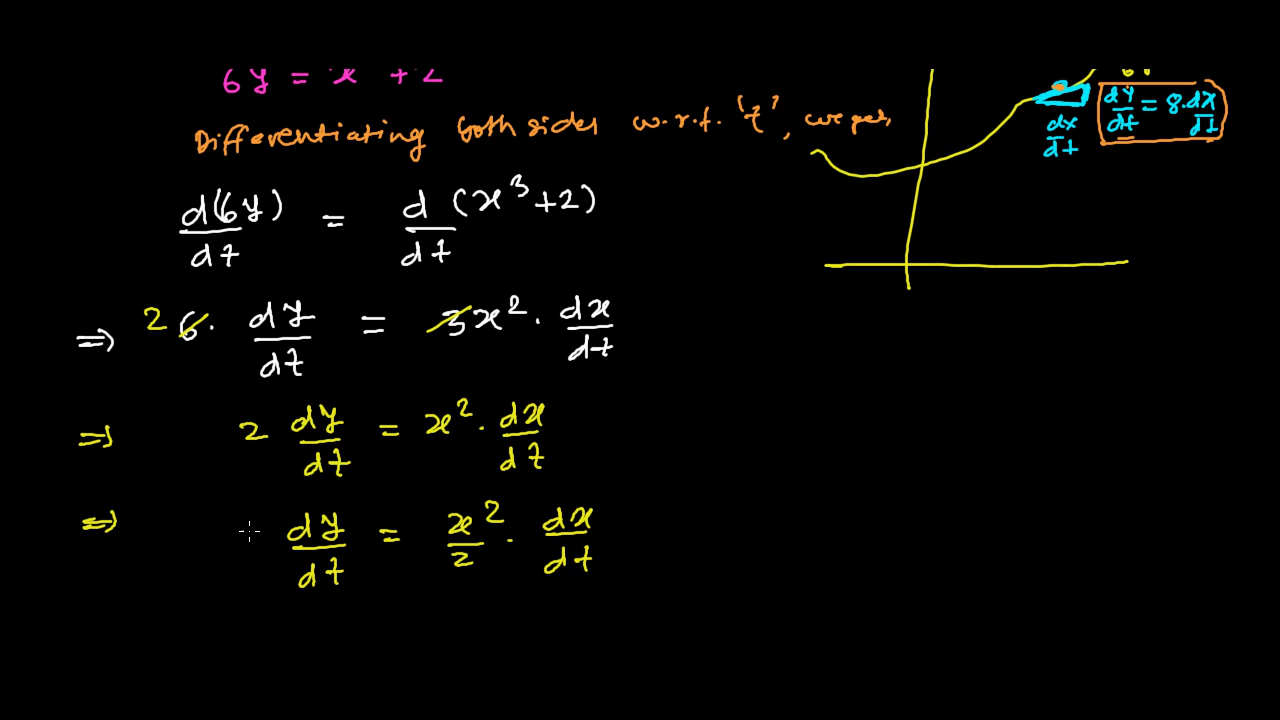 6y = x³ + 2
Differentiating both sides w.r.t. 't', we get,
d(6y)/dt = d/dt (x³+2)
⇒ 2 6. dy/dt = 3x² . dx/dt
⇒ 2 dy/dt = x² . dx/dt
⇒ dy/dt = x²/2 . dx/dt
dy/dt = 8. dx/dt
dx/dt